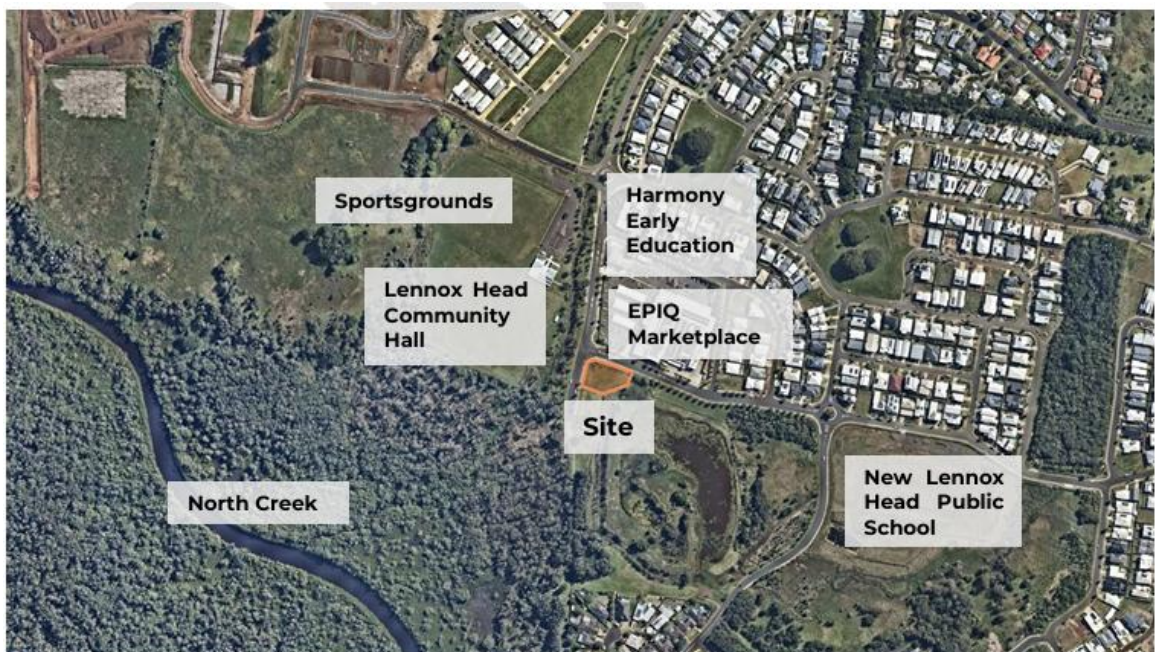 Sportsgrounds
Harmony
Early
Education
Lennox Head
Community
Hall
EPIQ
Marketplace
Site
New Lennox
Head Public
School
North Creek